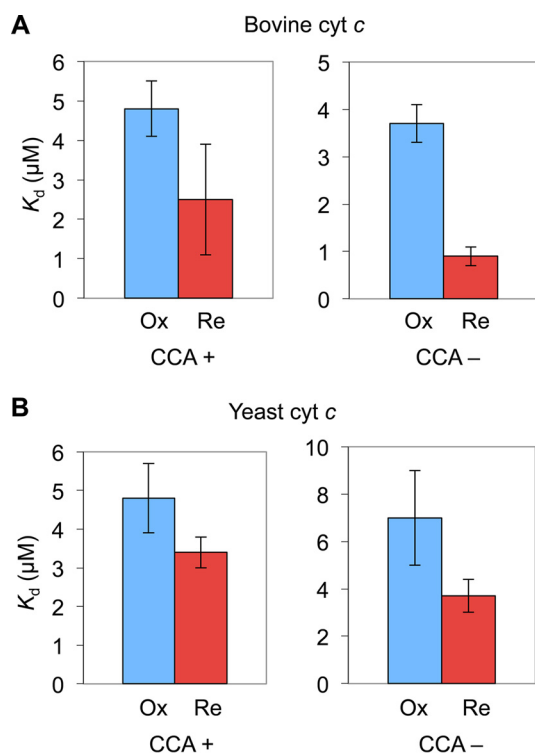 A
Bovine cyt c
6
5
4
3
2
1
0
Kd (μM)
Ox Re
CCA +
5
4
3
2
1
0
Ox Re
CCA –
B
Yeast cyt c
6
5
4
3
2
1
0
Kd (μM)
Ox Re
CCA +
10
8
6
4
2
0
Ox Re
CCA –